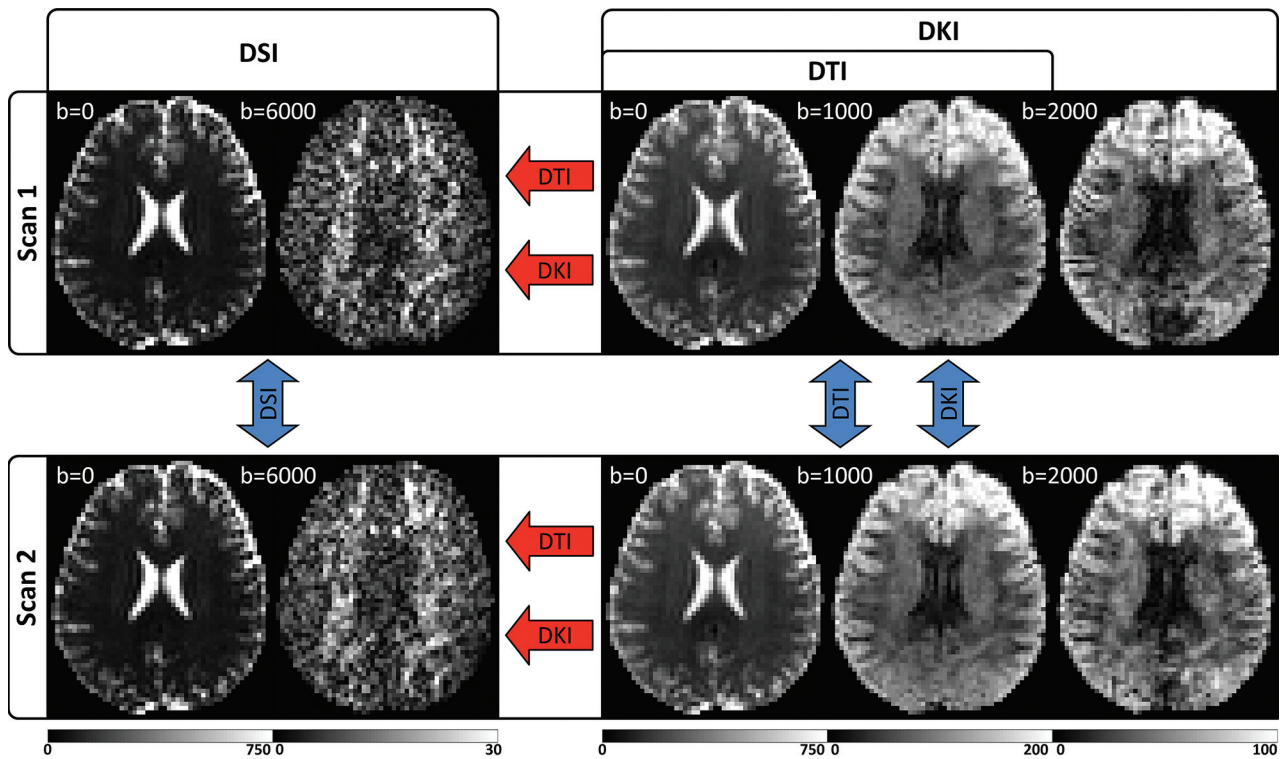 DSI
DKI
DTI
Scan 1
b=0
b=6000
DTI
DKI
b=0
b=1000
b=2000
DSI
DTI
DKI
Scan 2
b=0
b=6000
DTI
DKI
b=0
b=1000
b=2000
0 750 0 30
0 750 0 200 0 100